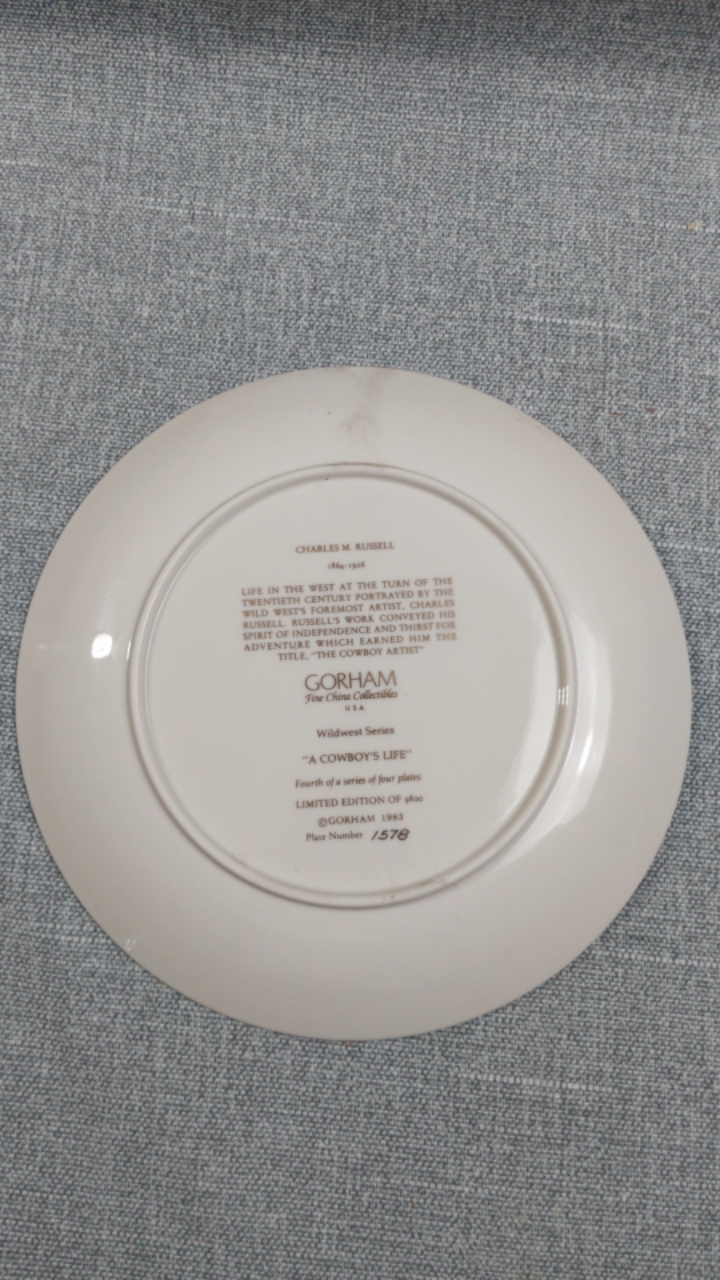 CHARLES M. RUSSELL
1864-1926
LIFE IN THE WEST AT THE TURN OF THE
TWENTIETH CENTURY PORTRAYED BY THE
WILD WEST'S FOREMOST ARTIST, CHARLES
RUSSELL. RUSSELL'S WORK CONVEYED HIS
SPIRIT OF INDEPENDENCE AND THIRST FOR
ADVENTURE WHICH EARNED HIM THE
TITLE, "THE COWBOY ARTIST"
GORHAM
Fine China Collectibles
USA
Wildwest Series
"A COWBOY'S LIFE"
Fourth of a series of four plates
LIMITED EDITION OF 9800
©GORHAM 1983
Plate Number 1578